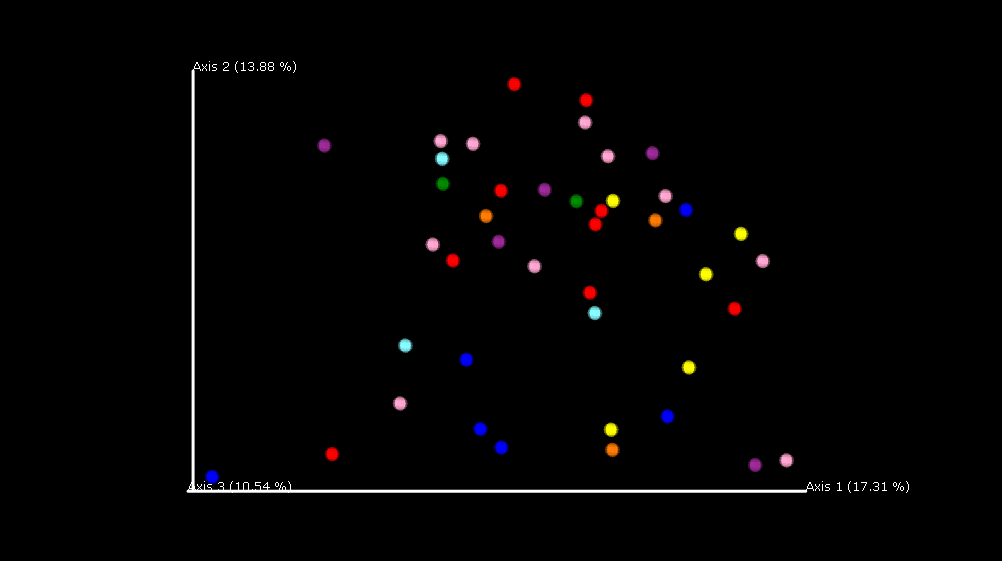 Axis 2 (13.88 %)
Axis 3 (10.54 %)
Axis 1 (17.31 %)